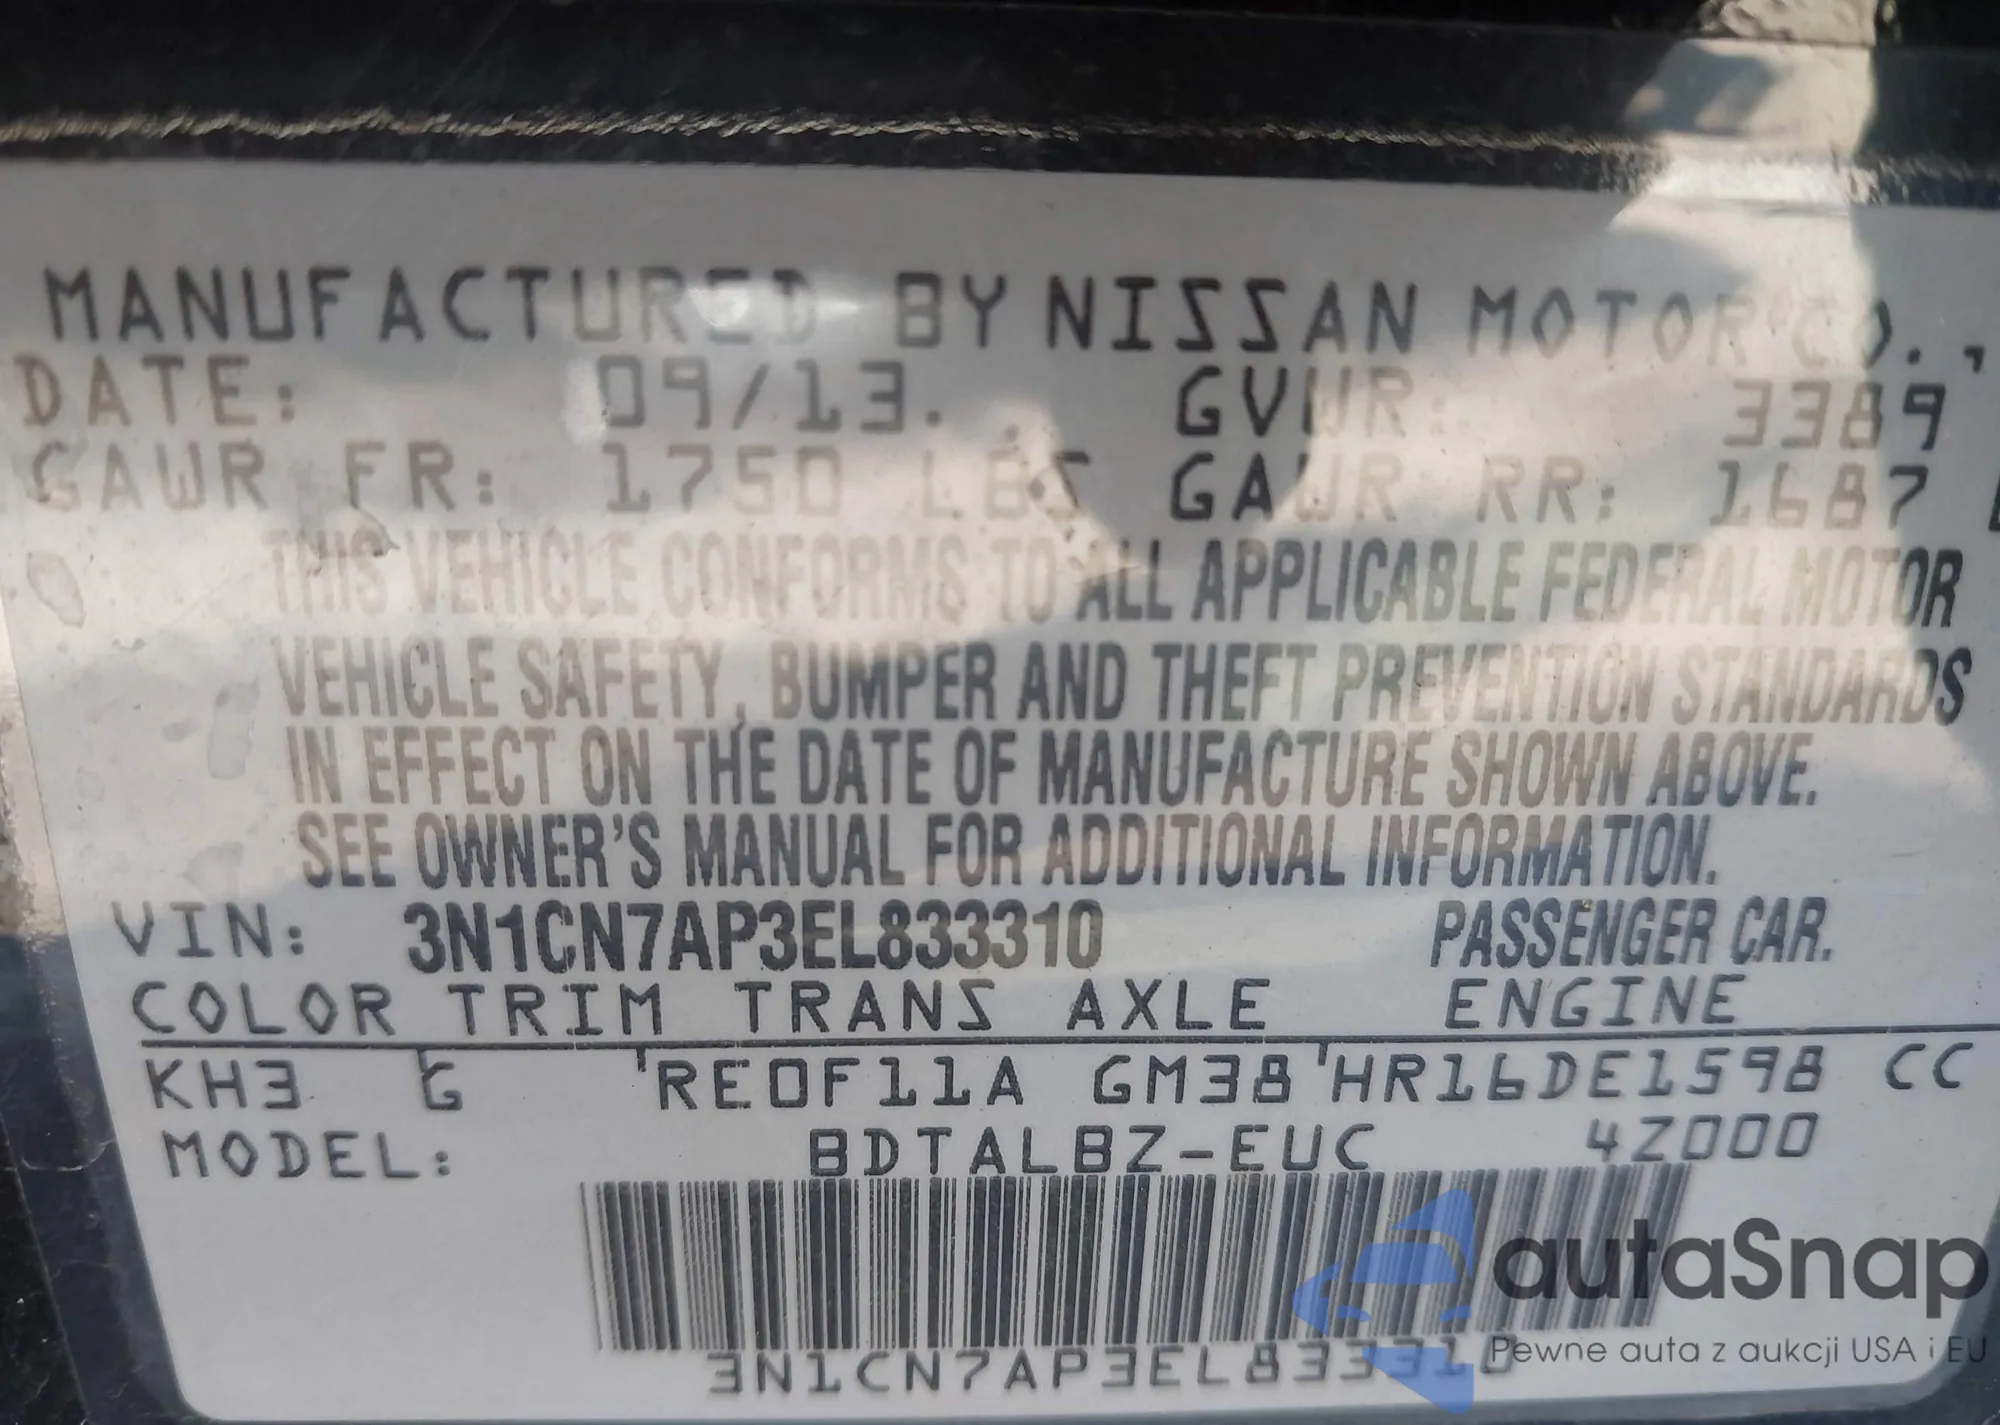 MANUFACTURED BY NISSAN MOTOR CO.,
DATE: 09/13. GVWR: 3389
GAWR FR: 1750 LBS GAWR RR: 1687
THIS VEHICLE CONFORMS TO ALL APPLICABLE FEDERAL MOTOR
VEHICLE SAFETY, BUMPER AND THEFT PREVENTION STANDARDS
IN EFFECT ON THE DATE OF MANUFACTURE SHOWN ABOVE.
SEE OWNER'S MANUAL FOR ADDITIONAL INFORMATION.
VIN: 3N1CN7AP3EL833310 PASSENGER CAR.
COLOR TRIM TRANS AXLE ENGINE
KH3 G RE0F11A GM38 HR16DE1598 CC
MODEL: BDTALBZ-EUC 4Z000
3N1CN7AP3EL833310
autaSnap
Pewne auta z aukcji USA i EU